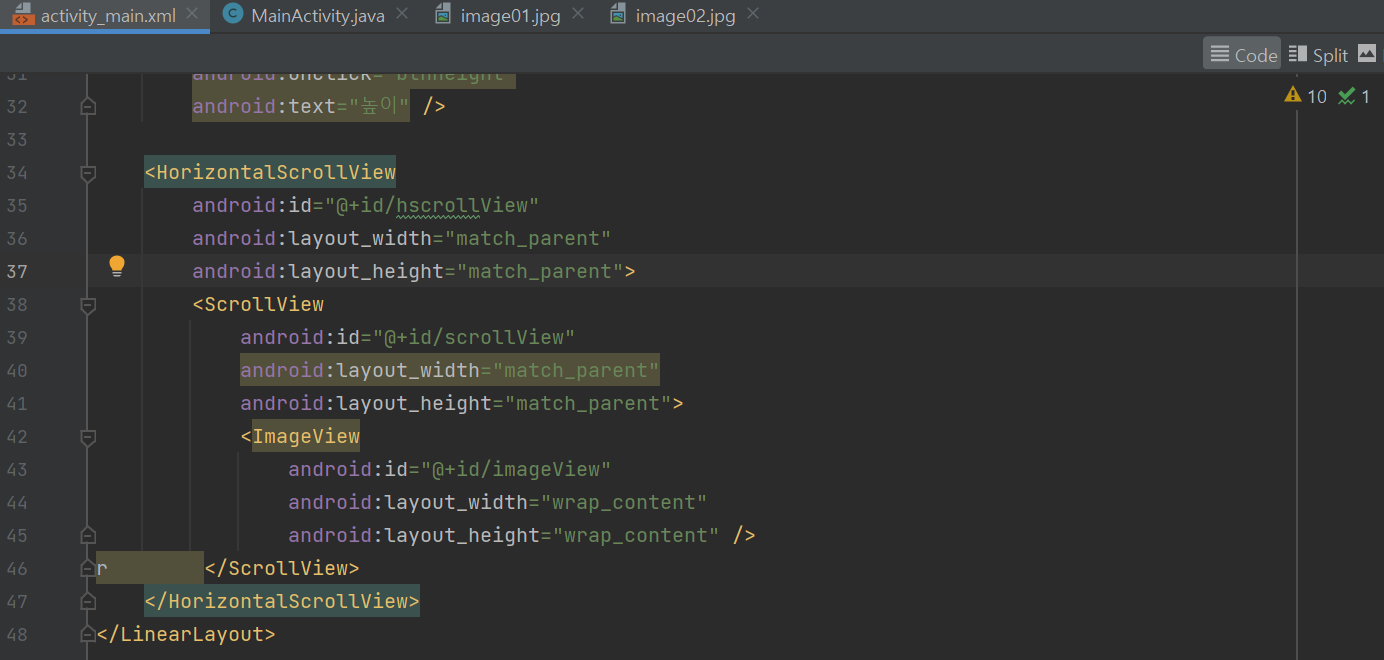 activity_main.xml MainActivity.java image01.jpg image02.jpg
Code Split
31 android:onClick="btnHeight"
10 1
32 android:text="높이" />
33
34 <HorizontalScrollView
35 android:id="@+id/hscrollView"
36 android:layout_width="match_parent"
37 android:layout_height="match_parent">
38 <ScrollView
39 android:id="@+id/scrollView"
40 android:layout_width="match_parent"
41 android:layout_height="match_parent">
42 <ImageView
43 android:id="@+id/imageView"
44 android:layout_width="wrap_content"
45 android:layout_height="wrap_content" />
46 r </ScrollView>
47 </HorizontalScrollView>
48 </LinearLayout>